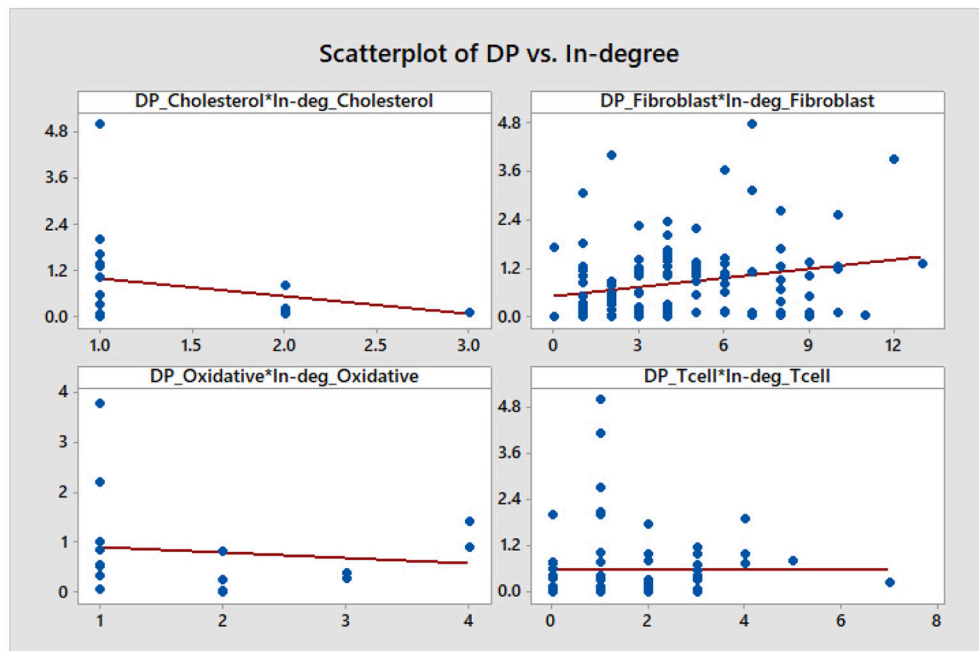 Scatterplot of DP vs. In-degree
DP_Cholesterol*In-deg_Cholesterol
4.8
3.6
2.4
1.2
0.0
1.0 1.5 2.0 2.5 3.0
DP_Fibroblast*In-deg_Fibroblast
4.8
3.6
2.4
1.2
0.0
0 3 6 9 12
DP_Oxidative*In-deg_Oxidative
4
3
2
1
0
1 2 3 4
DP_Tcell*In-deg_Tcell
4.8
3.6
2.4
1.2
0.0
0 2 4 6 8